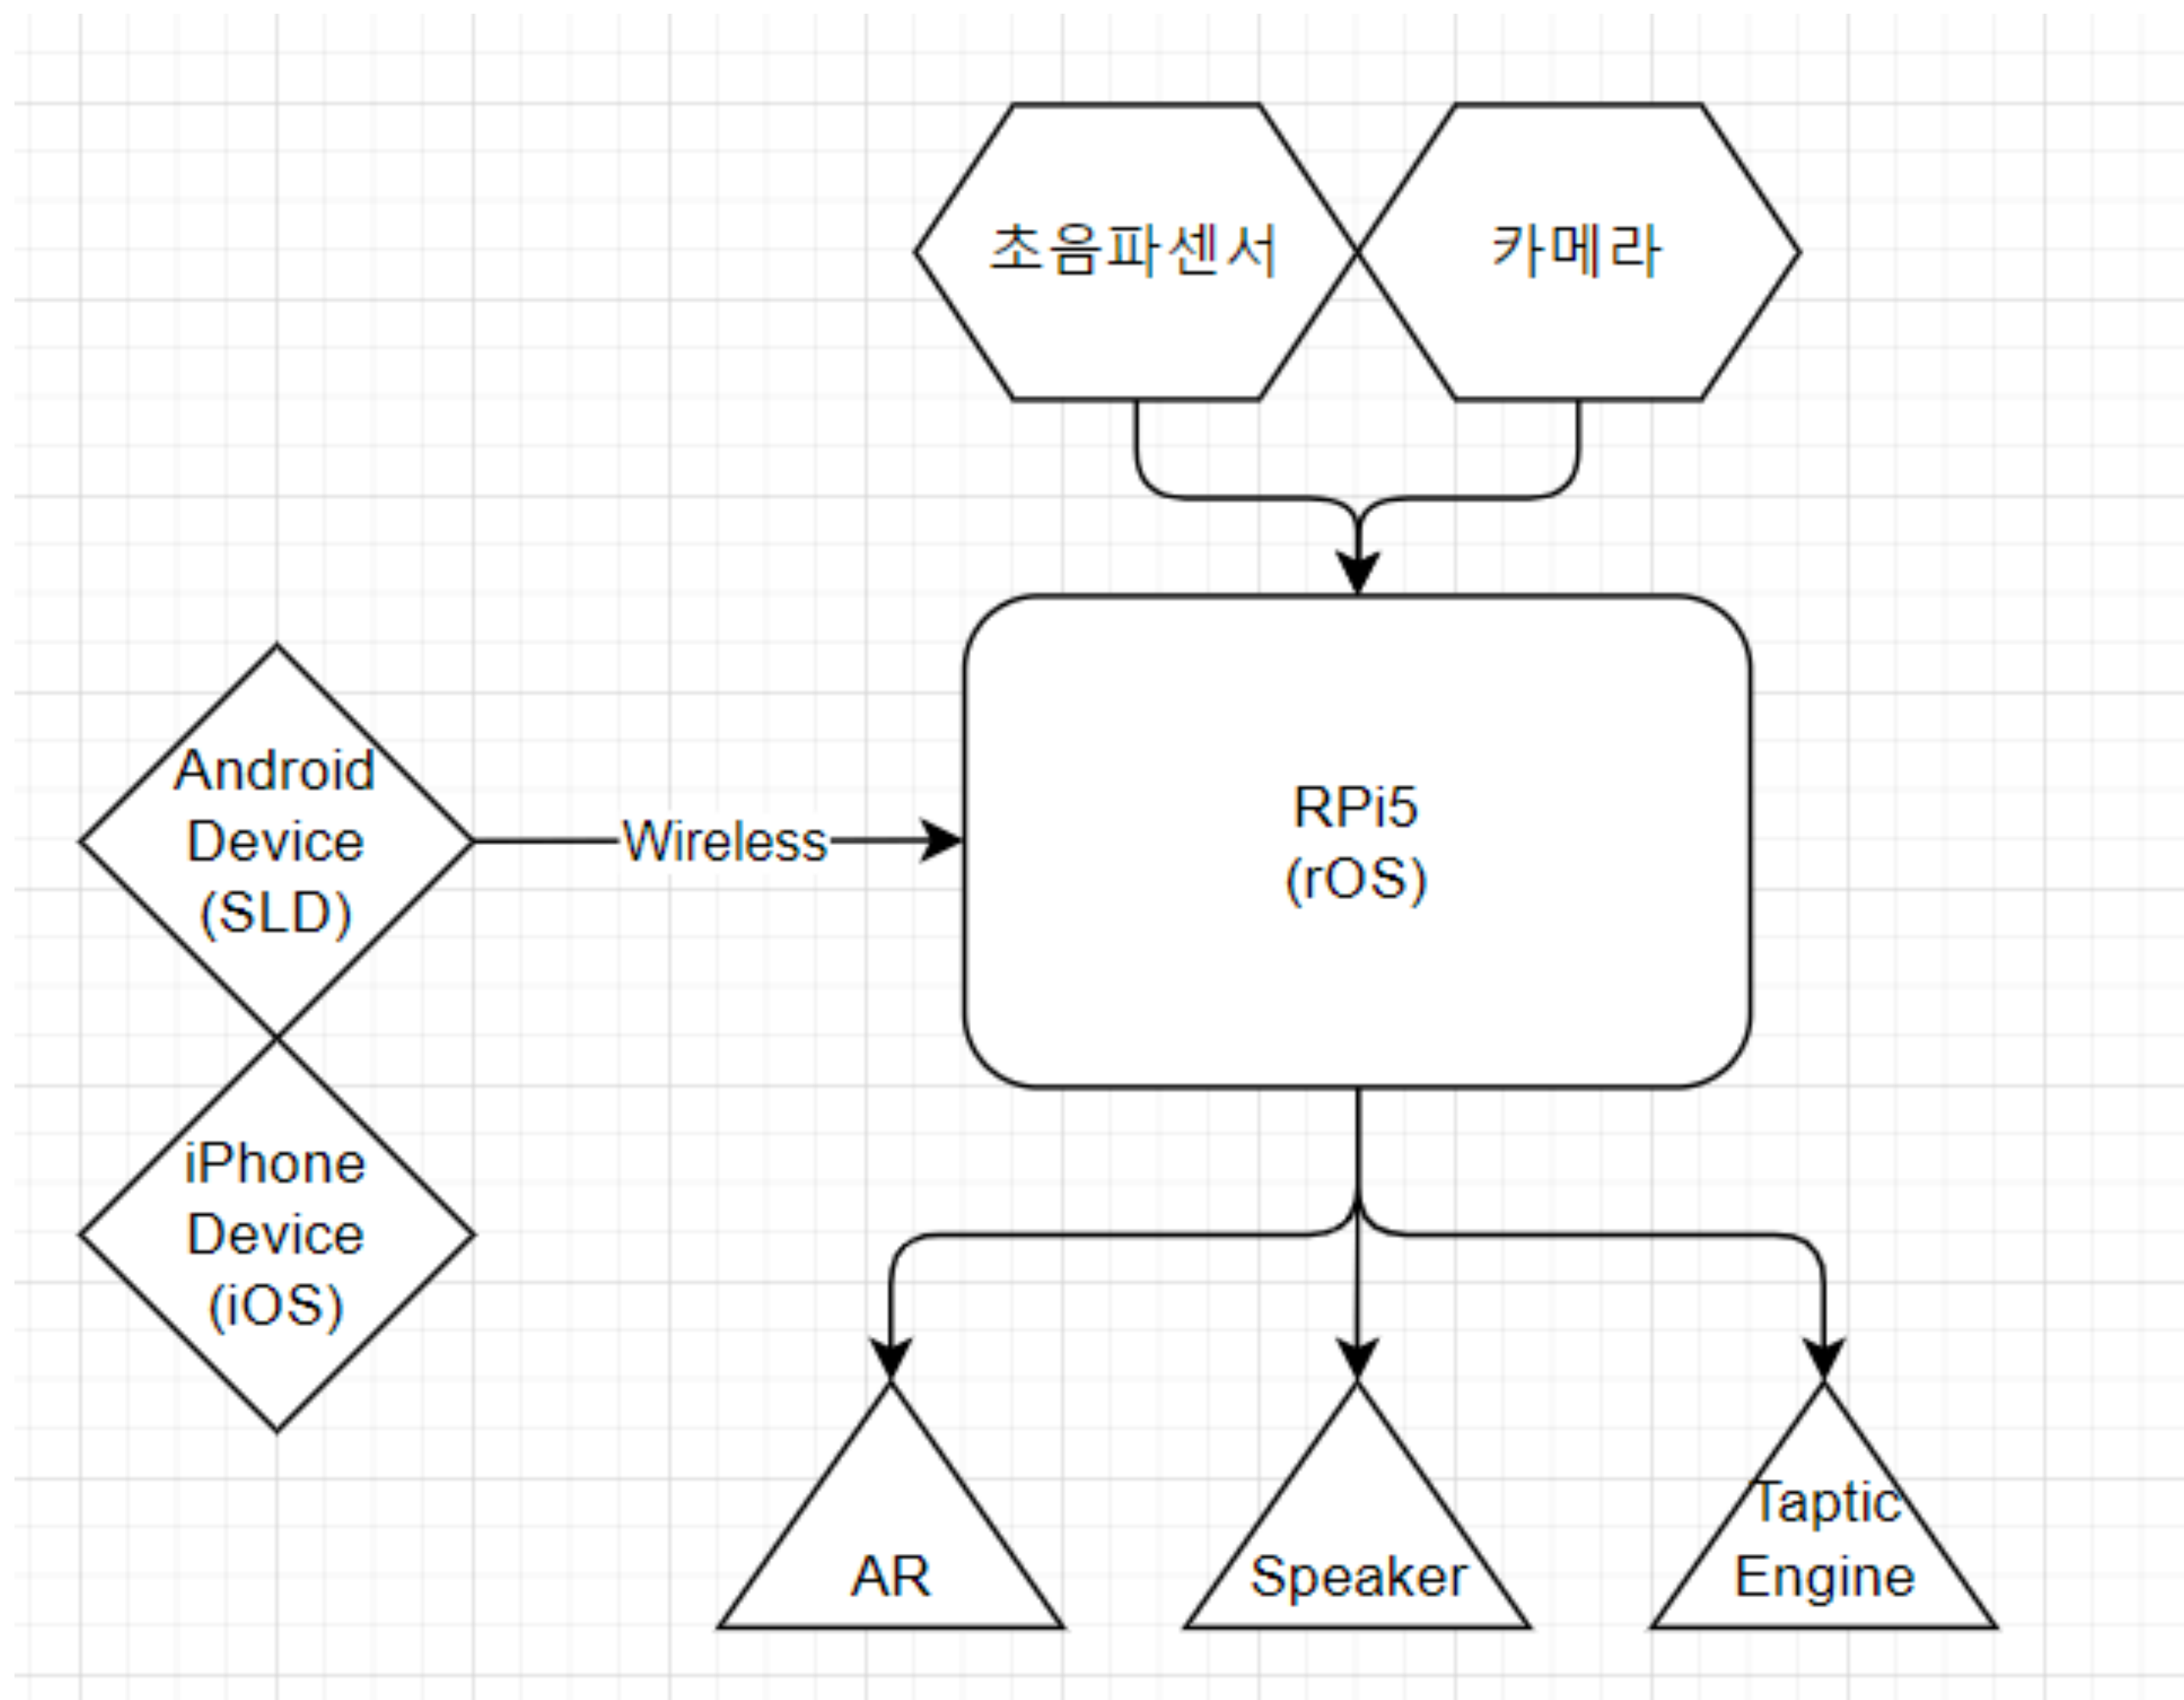 초음파센서
카메라
Android
Device
(SLD)
Wireless
RPi5
(rOS)
iPhone
Device
(iOS)
AR
Speaker
Taptic
Engine